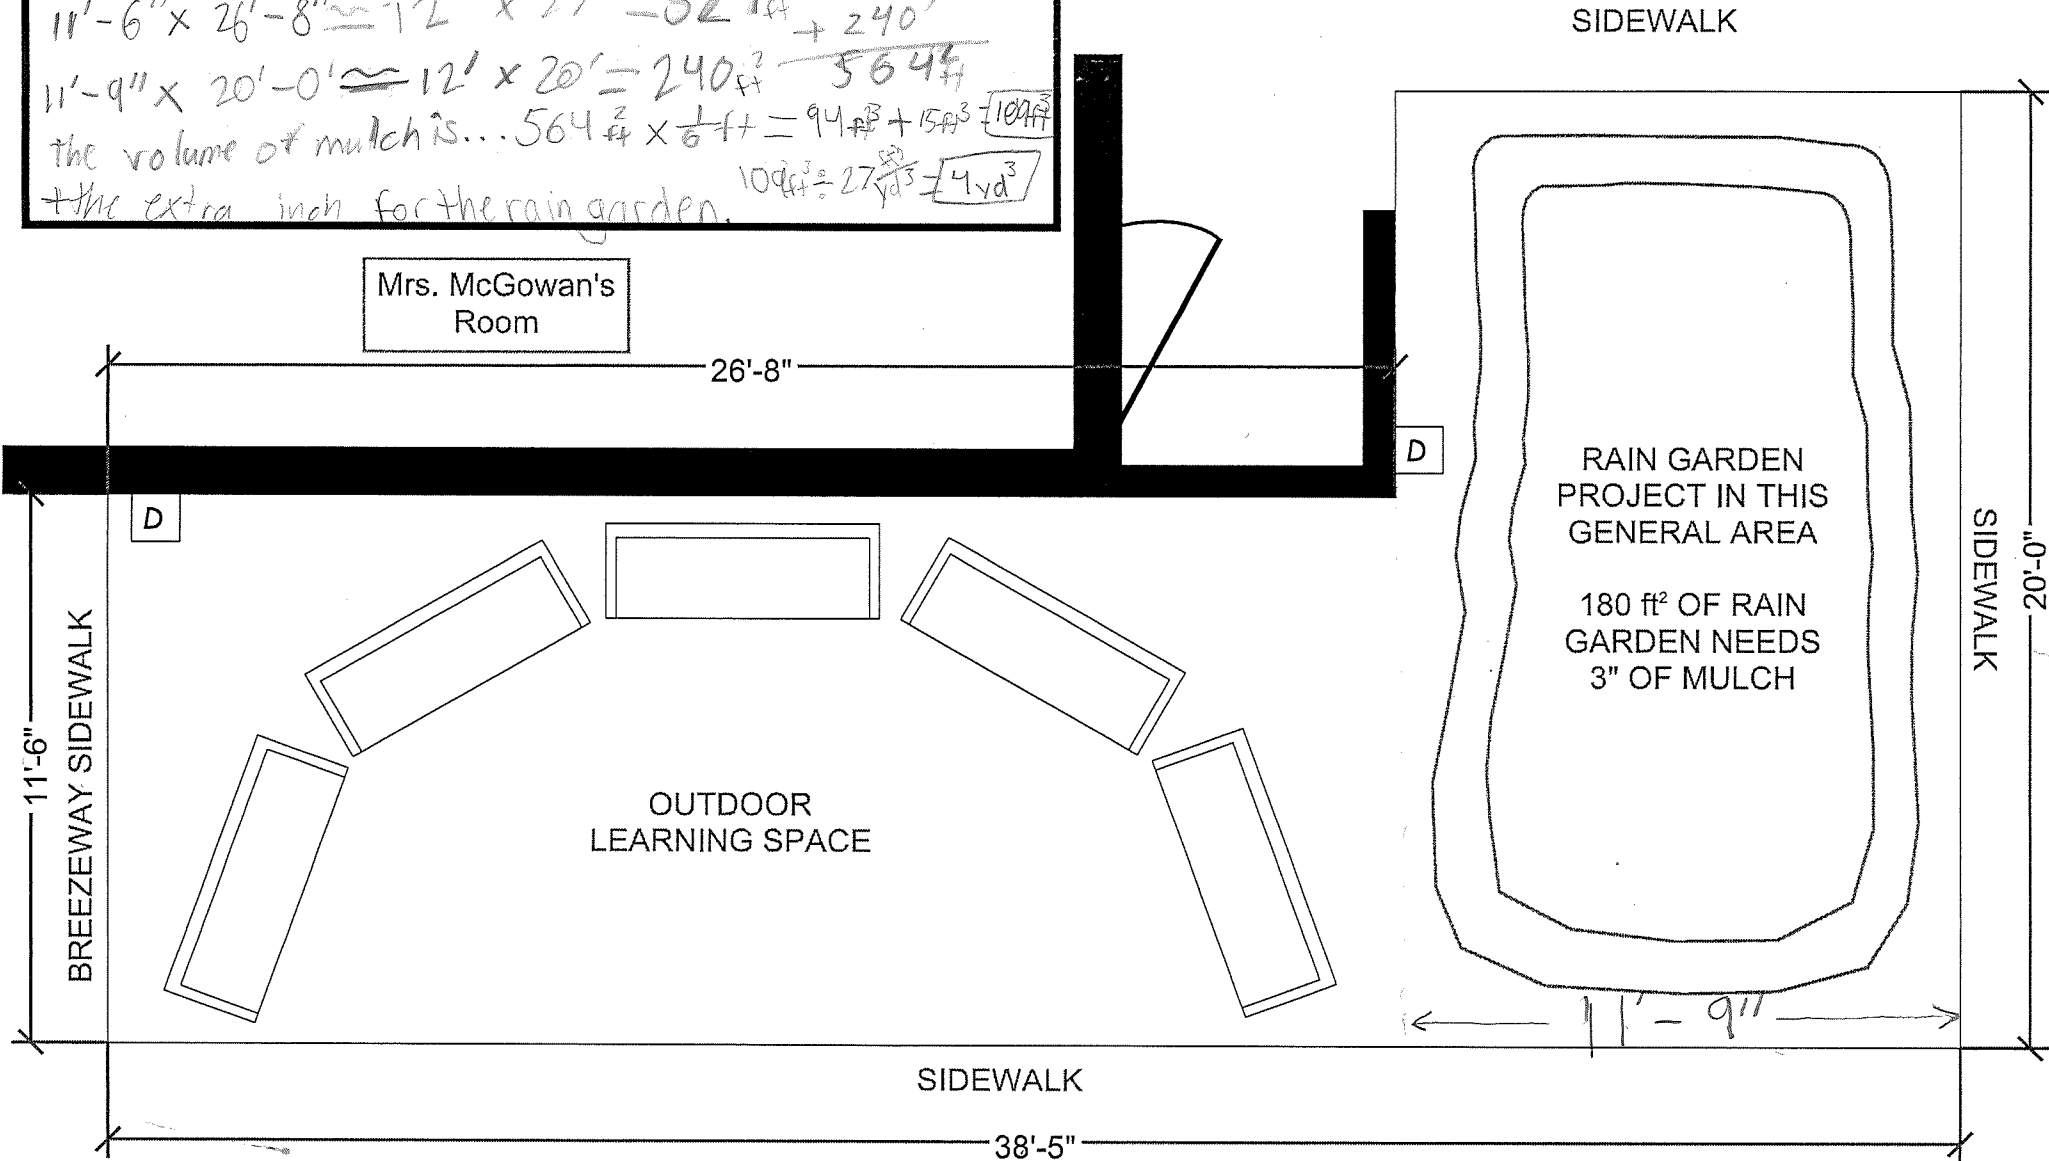 11'-6" x 26'-8" ≈ 12' x 27'
+ 240
11'-9" x 20'-0' ≈ 12' x 20' = 240 ft²
564 ft²
the volume of mulch is... 564 ft² x 1/6 ft = 94 ft³ + 15 ft³ = 109 ft³
109 ft³ ÷ 27 ft³/yd³ = 4 yd³
+ the extra inch for the rain garden.
SIDEWALK
Mrs. McGowan's
Room
26'-8"
D
D
RAIN GARDEN
PROJECT IN THIS
GENERAL AREA
180 ft² OF RAIN
GARDEN NEEDS
3" OF MULCH
SIDEWALK
20'-0"
11'-6"
BREEZEWAY SIDEWALK
OUTDOOR
LEARNING SPACE
11'-9"
SIDEWALK
38'-5"